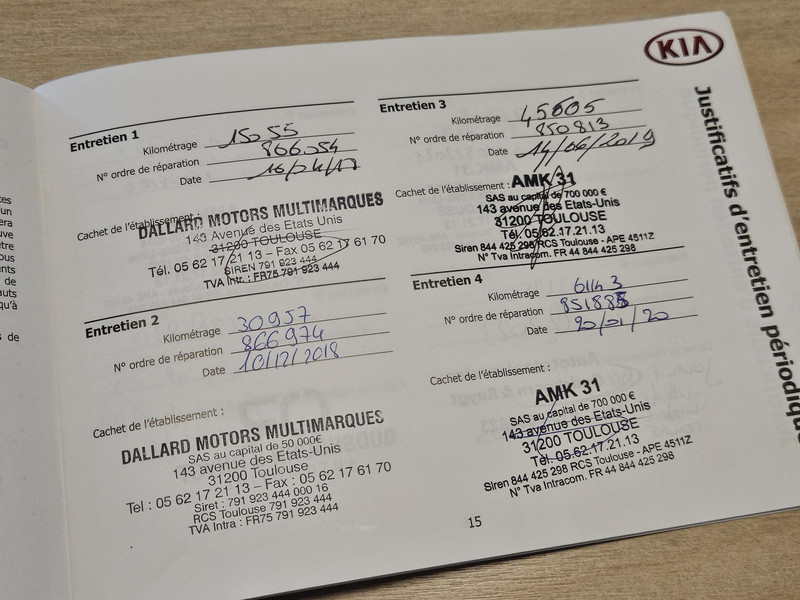 KIA
Justificatifs d'entretien périodiqu
Entretien 1
Kilométrage 15055
N° ordre de réparation 866554
Date 16/04/17
Cachet de l'établissement :
DALLARD MOTORS MULTIMARQUES
143 Avenue des Etats Unis
31200 TOULOUSE
Tél. 05 62 17 21 13 - Fax 05 62 17 61 70
SIREN 791 923 444
TVA Intr. : FR75 791 923 444
Entretien 2
Kilométrage 30957
N° ordre de réparation 866974
Date 10/12/2018
Cachet de l'établissement :
DALLARD MOTORS MULTIMARQUES
SAS au capital de 50 000€
143 avenue des Etats-Unis
31200 Toulouse
Tel : 05 62 17 21 13 – Fax : 05 62 17 61 70
Siret : 791 923 444 000 16
RCS Toulouse 791 923 444
TVA Intra : FR75 791 923 444
Entretien 3
Kilométrage 45605
N° ordre de réparation 850813
Date 14/06/2019
Cachet de l'établissement :
AMK 31
SAS au capital de 700 000 €
143 avenue des Etats-Unis
31200 TOULOUSE
Tél. 05.62.17.21.13
Siren 844 425 298 RCS Toulouse - APE 4511Z
N° Tva Intracom. FR 44 844 425 298
Entretien 4
Kilométrage 61143
N° ordre de réparation
Date 20/01/20
Cachet de l'établissement :
AMK 31
SAS au capital de 700 000 €
143 avenue des Etats-Unis
31200 TOULOUSE
Tél. 05.62.17.21.13
Siren 844 425 298 RCS Toulouse - APE 4511Z
N° Tva Intracom. FR 44 844 425 298
15